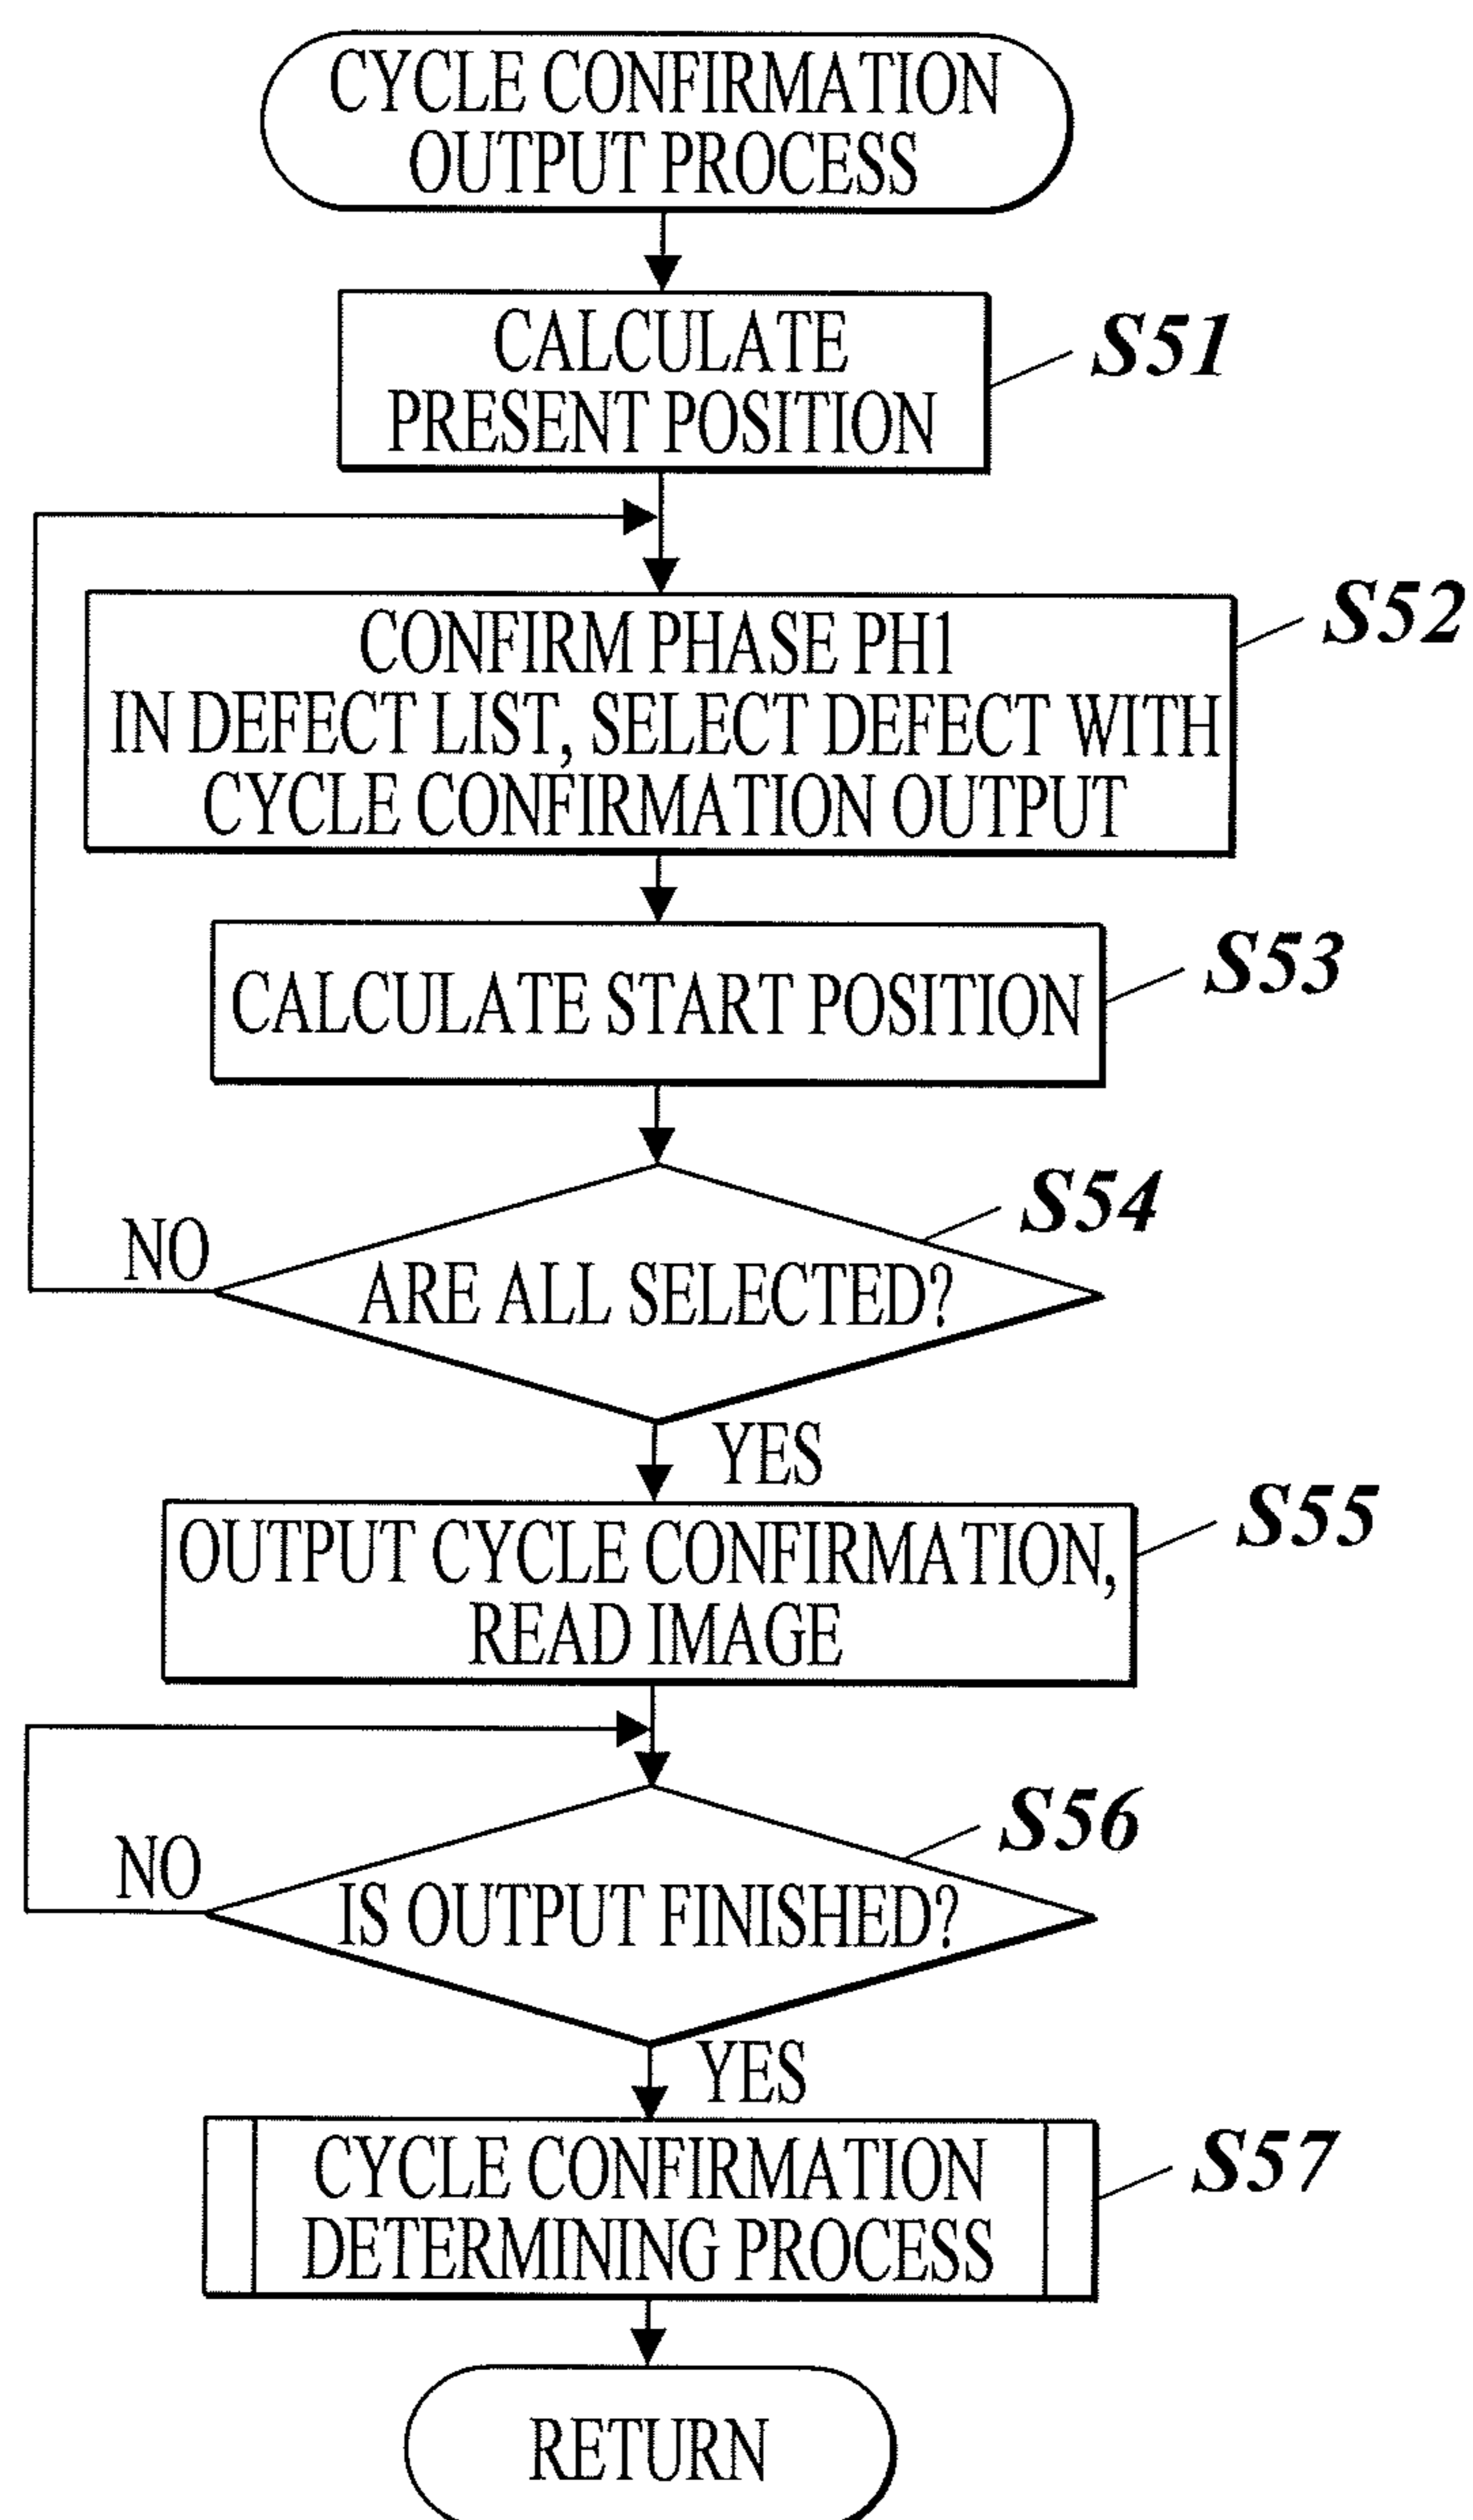 CYCLE CONFIRMATION
OUTPUT PROCESS
CALCULATE
PRESENT POSITION
S51
CONFIRM PHASE PH1
IN DEFECT LIST, SELECT DEFECT WITH
CYCLE CONFIRMATION OUTPUT
S52
CALCULATE START POSITION
S53
ARE ALL SELECTED?
S54
NO
YES
OUTPUT CYCLE CONFIRMATION,
READ IMAGE
S55
IS OUTPUT FINISHED?
S56
NO
YES
CYCLE CONFIRMATION
DETERMINING PROCESS
S57
RETURN